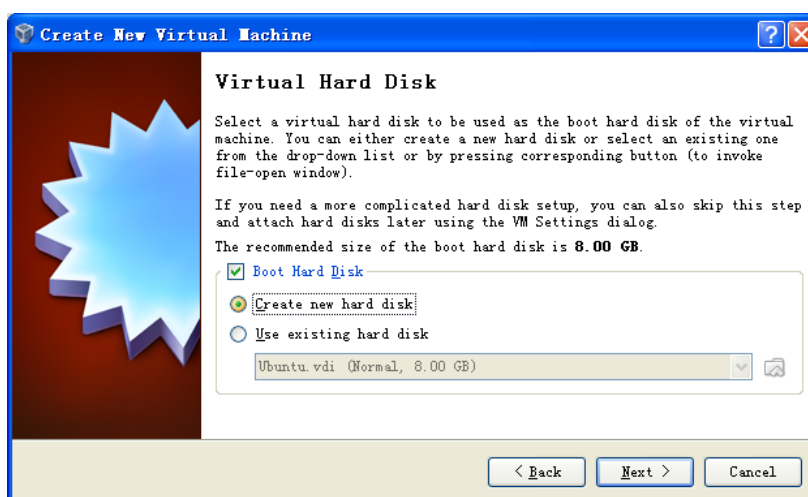 Create New Virtual Machine
Virtual Hard Disk
Select a virtual hard disk to be used as the boot hard disk of the virtual
machine. You can either create a new hard disk or select an existing one
from the drop-down list or by pressing corresponding button (to invoke
file-open window).
If you need a more complicated hard disk setup, you can also skip this step
and attach hard disks later using the VM Settings dialog.
The recommended size of the boot hard disk is 8.00 GB.
Boot Hard Disk
Create new hard disk
Use existing hard disk
Ubuntu.vdi (Normal, 8.00 GB)
< Back Next > Cancel